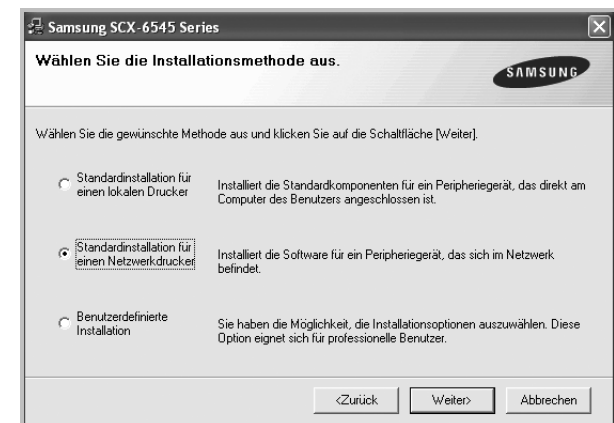 Samsung SCX-6545 Series
Wählen Sie die Installationsmethode aus.
SAMSUNG
Wählen Sie die gewünschte Methode aus und klicken Sie auf die Schaltfläche [Weiter].
Standardinstallation für
einen lokalen Drucker
Installiert die Standardkomponenten für ein Peripheriegerät, das direkt am
Computer des Benutzers angeschlossen ist.
Standardinstallation für
einen Netzwerkdrucker
Installiert die Software für ein Peripheriegerät, das sich im Netzwerk
befindet.
Benutzerdefinierte
Installation
Sie haben die Möglichkeit, die Installationsoptionen auszuwählen. Diese
Option eignet sich für professionelle Benutzer.
<Zurück Weiter> Abbrechen